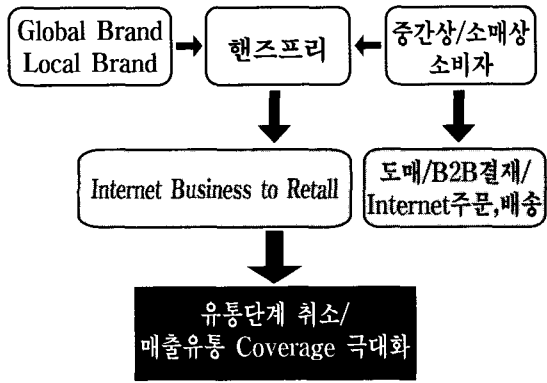 Global Brand
Local Brand
핸즈프리
중간상/소매상
소비자
Internet Business to Retall
도매/B2B결재/
Internet주문,배송
유통단계 취소/
매출유통 Coverage 극대화